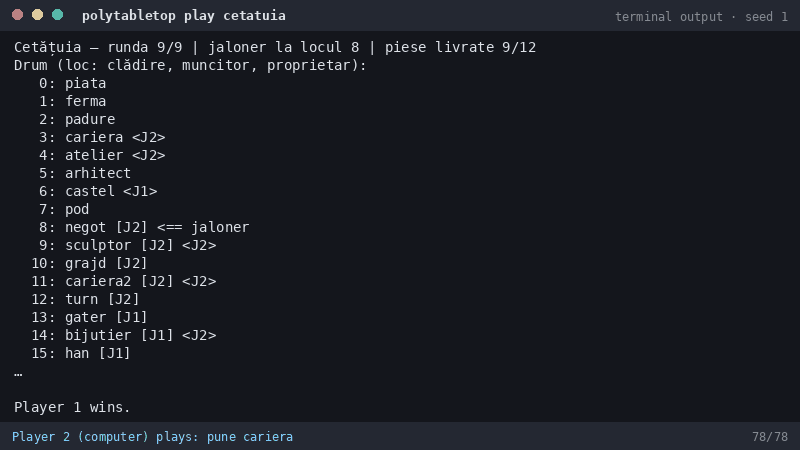 polytabletop play cetatuia
terminal output · seed 1
Cetățuia — runda 9/9 | jaloner la locul 8 | piese livrate 9/12
Drum (loc: clădire, muncitor, proprietar):
0: piata
1: ferma
2: padure
3: cariera <J2>
4: atelier <J2>
5: arhitect
6: castel <J1>
7: pod
8: negot [J2] <== jaloner
9: sculptor [J2] <J2>
10: grajd [J2]
11: cariera2 [J2] <J2>
12: turn [J2]
13: gater [J1]
14: bijutier [J1] <J2>
15: han [J1]
…
Player 1 wins.
Player 2 (computer) plays: pune cariera
78/78